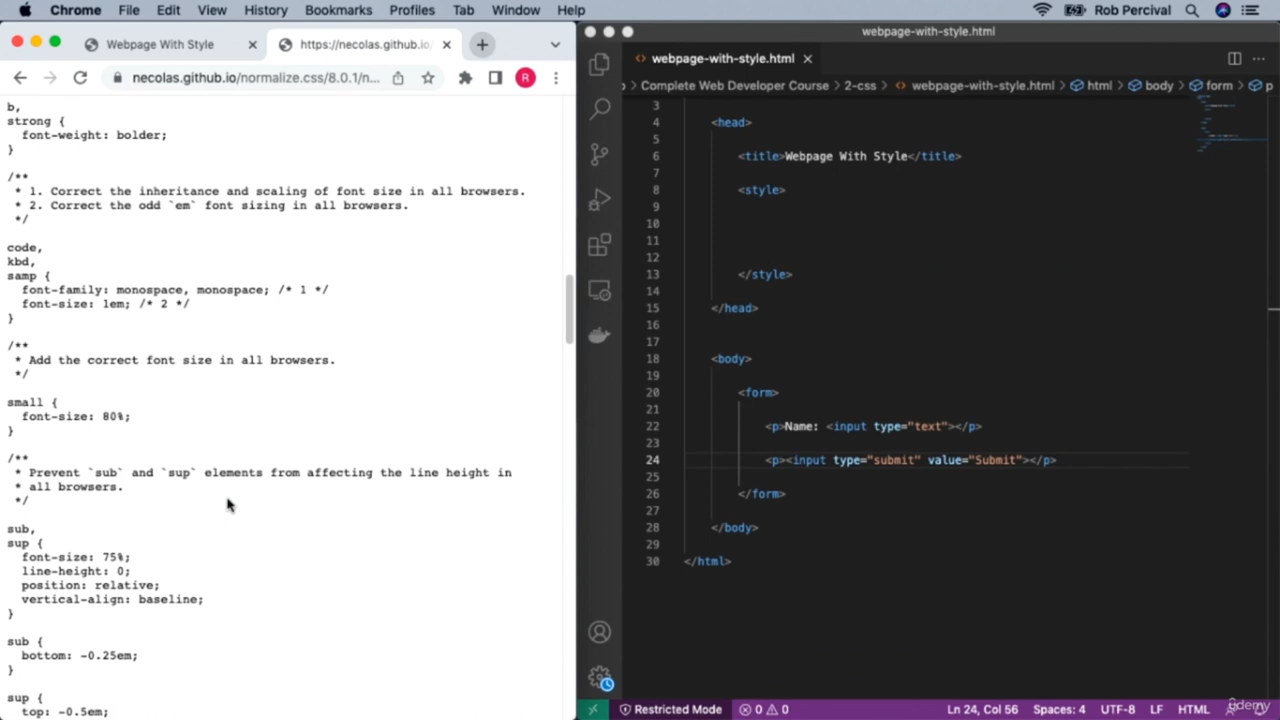 Chrome File Edit View History Bookmarks Profiles Tab Window Help Rob Percival
Webpage With Style
https://necolas.github.io/
necolas.github.io/normalize.css/8.0.1/n...
R
b,
strong {
  font-weight: bolder;
}
/**
 * 1. Correct the inheritance and scaling of font size in all browsers.
 * 2. Correct the odd `em` font sizing in all browsers.
 */
code,
kbd,
samp {
  font-family: monospace, monospace; /* 1 */
  font-size: 1em; /* 2 */
}
/**
 * Add the correct font size in all browsers.
 */
small {
  font-size: 80%;
}
/**
 * Prevent `sub` and `sup` elements from affecting the line height in
 * all browsers.
 */
sub,
sup {
  font-size: 75%;
  line-height: 0;
  position: relative;
  vertical-align: baseline;
}
sub {
  bottom: -0.25em;
}
sup {
  top: -0.5em;
webpage-with-style.html
webpage-with-style.html
Complete Web Developer Course > 2-css > webpage-with-style.html > html > body > form > p
3
4 <head>
5
6 <title>Webpage With Style</title>
7
8 <style>
9
10
11
12
13 </style>
14
15 </head>
16
17
18 <body>
19
20 <form>
21
22 <p>Name: <input type="text"></p>
23
24 <p><input type="submit" value="Submit"></p>
25
26 </form>
27
28 </body>
29
30 </html>
Restricted Mode 0 0 Ln 24, Col 56 Spaces: 4 UTF-8 LF HTML
ûdemy